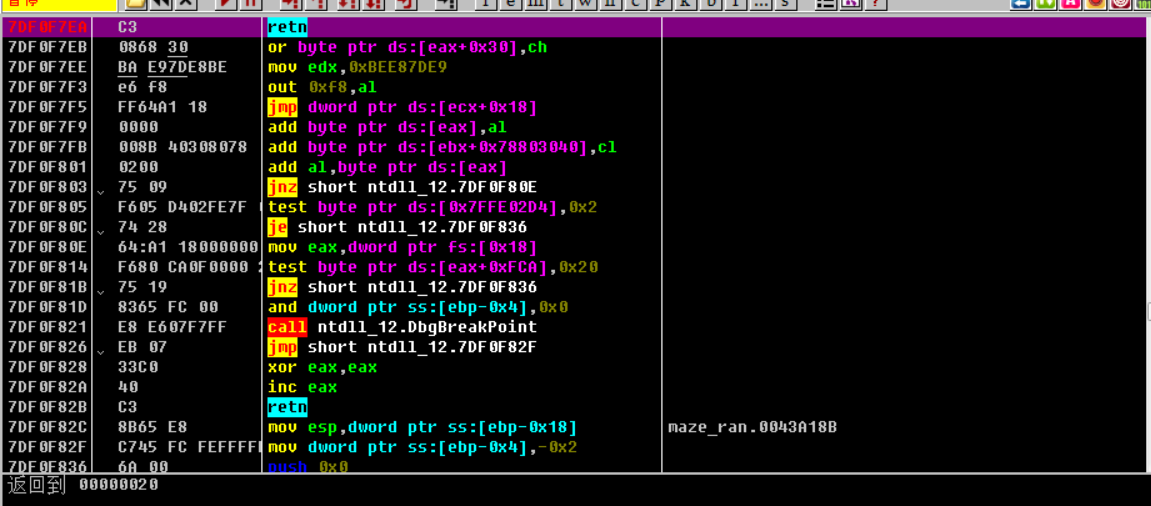 l e m t w h c P k b r ... s ?
7DF0F7EA C3 retn
7DF0F7EB 0868 30 or byte ptr ds:[eax+0x30],ch
7DF0F7EE BA E97DE8BE mov edx,0xBEE87DE9
7DF0F7F3 e6 f8 out 0xf8,al
7DF0F7F5 FF64A1 18 jmp dword ptr ds:[ecx+0x18]
7DF0F7F9 0000 add byte ptr ds:[eax],al
7DF0F7FB 008B 40308078 add byte ptr ds:[ebx+0x78803040],cl
7DF0F801 0200 add al,byte ptr ds:[eax]
7DF0F803 75 09 jnz short ntdll_12.7DF0F80E
7DF0F805 F605 D402FE7F test byte ptr ds:[0x7FFE02D4],0x2
7DF0F80C 74 28 je short ntdll_12.7DF0F836
7DF0F80E 64:A1 18000000 mov eax,dword ptr fs:[0x18]
7DF0F814 F680 CA0F0000 test byte ptr ds:[eax+0xFCA],0x20
7DF0F81B 75 19 jnz short ntdll_12.7DF0F836
7DF0F81D 8365 FC 00 and dword ptr ss:[ebp-0x4],0x0
7DF0F821 E8 E607F7FF call ntdll_12.DbgBreakPoint
7DF0F826 EB 07 jmp short ntdll_12.7DF0F82F
7DF0F828 33C0 xor eax,eax
7DF0F82A 40 inc eax
7DF0F82B C3 retn
7DF0F82C 8B65 E8 mov esp,dword ptr ss:[ebp-0x18] maze_ran.0043A18B
7DF0F82F C745 FC FEFFFF mov dword ptr ss:[ebp-0x4],-0x2
7DF0F836 6A 00 push 0x0
返回到 00000020